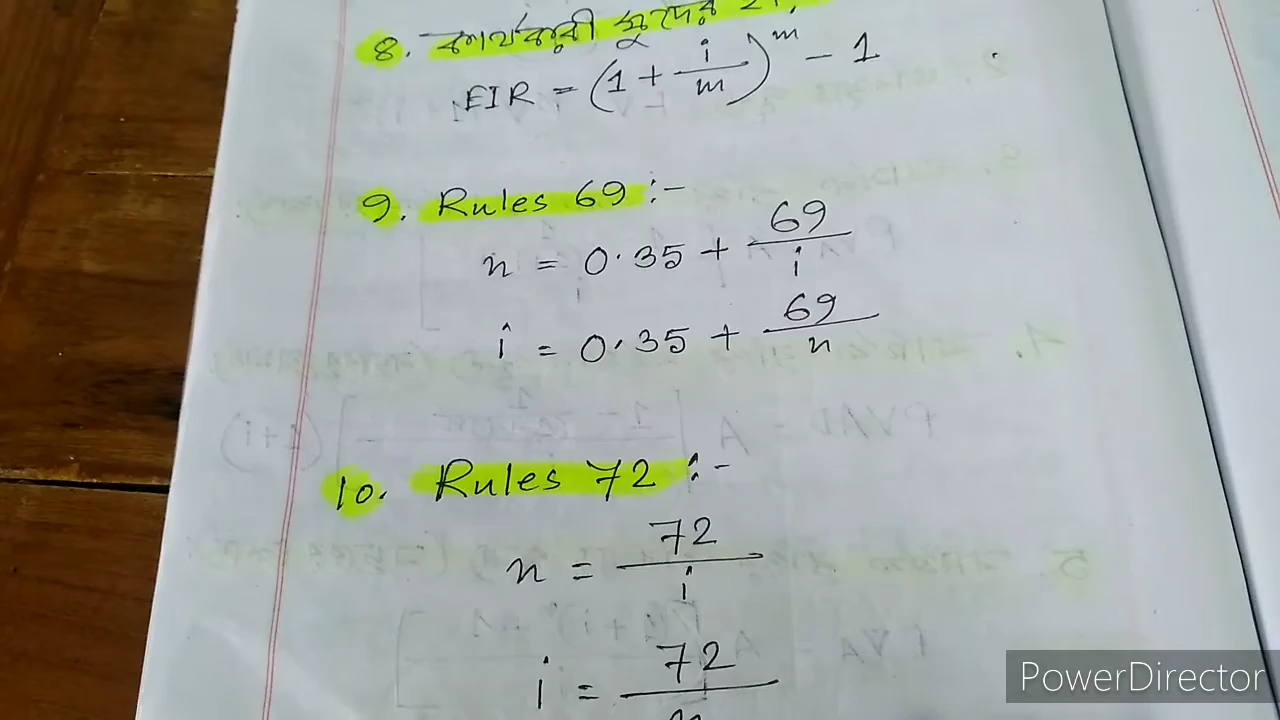 8. কার্যকরী সুদের
EIR = (1 + i/m)^m - 1
9. Rules 69 :-
n = 0.35 + 69/i
i = 0.35 + 69/n
10. Rules 72 :-
n = 72/i
i = 72/n
PowerDirector